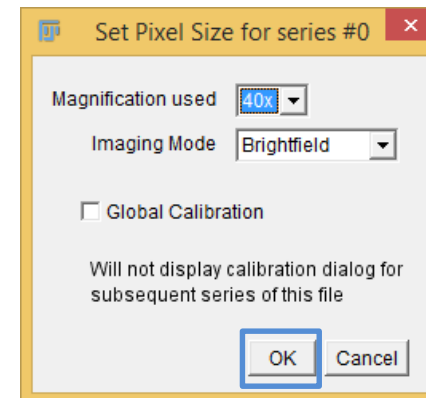 Set Pixel Size for series #0
Magnification used 40x
Imaging Mode Brightfield
Global Calibration
Will not display calibration dialog for
subsequent series of this file
OK Cancel